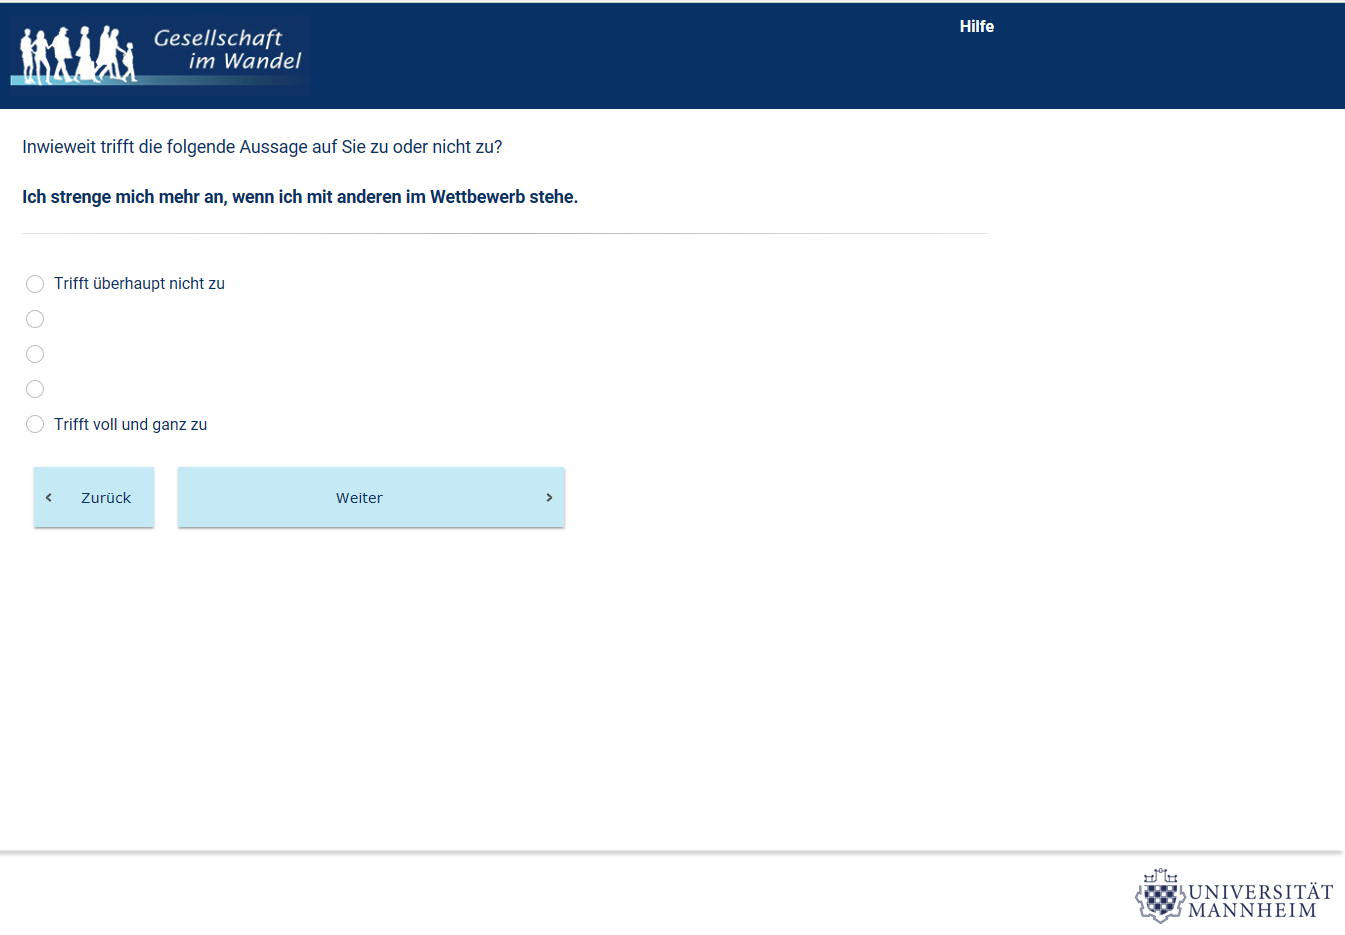 Gesellschaft
im Wandel
Hilfe
Inwieweit trifft die folgende Aussage auf Sie zu oder nicht zu?
Ich strenge mich mehr an, wenn ich mit anderen im Wettbewerb stehe.
Trifft überhaupt nicht zu
Trifft voll und ganz zu
Zurück
Weiter
UNIVERSITÄT
MANNHEIM